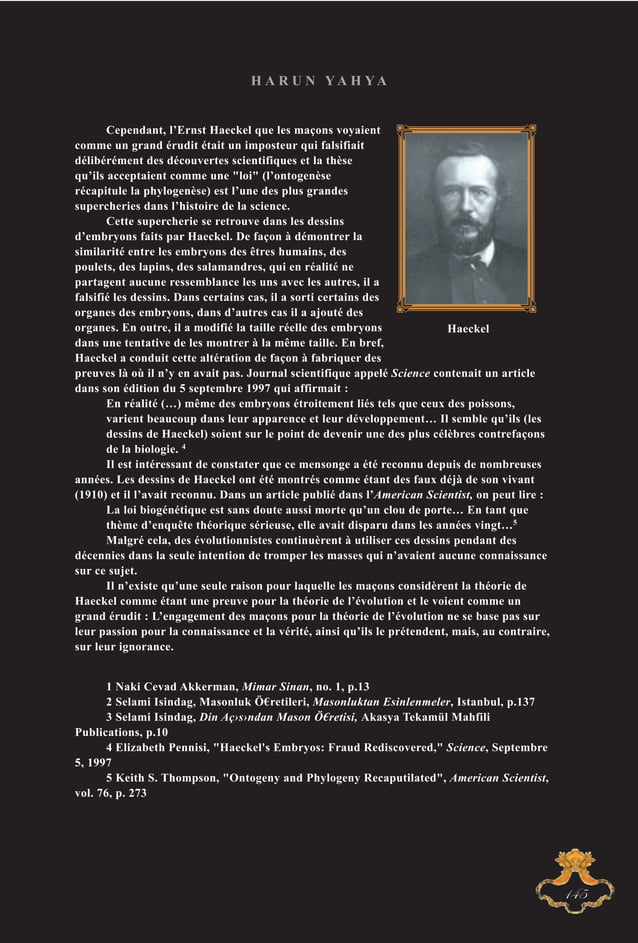 HARUN YAHYA
Cependant, l’Ernst Haeckel que les maçons voyaient
comme un grand érudit était un imposteur qui falsifiait
délibérément des découvertes scientifiques et la thèse
qu’ils acceptaient comme une "loi" (l’ontogenèse
récapitule la phylogenèse) est l’une des plus grandes
supercheries dans l’histoire de la science.
Cette supercherie se retrouve dans les dessins
d’embryons faits par Haeckel. De façon à démontrer la
similarité entre les embryons des êtres humains, des
poulets, des lapins, des salamandres, qui en réalité ne
partagent aucune ressemblance les uns avec les autres, il a
falsifié les dessins. Dans certains cas, il a sorti certains des
organes des embryons, dans d’autres cas il a ajouté des
organes. En outre, il a modifié la taille réelle des embryons
dans une tentative de les montrer à la même taille. En bref,
Haeckel a conduit cette altération de façon à fabriquer des
preuves là où il n’y en avait pas. Journal scientifique appelé Science contenait un article
dans son édition du 5 septembre 1997 qui affirmait :
En réalité (…) même des embryons étroitement liés tels que ceux des poissons,
varient beaucoup dans leur apparence et leur développement… Il semble qu’ils (les
dessins de Haeckel) soient sur le point de devenir une des plus célèbres contrefaçons
de la biologie. 4
Il est intéressant de constater que ce mensonge a été reconnu depuis de nombreuses
années. Les dessins de Haeckel ont été montrés comme étant des faux déjà de son vivant
(1910) et il l’avait reconnu. Dans un article publié dans l’American Scientist, on peut lire :
La loi biogénétique est sans doute aussi morte qu’un clou de porte… En tant que
thème d’enquête théorique sérieuse, elle avait disparu dans les années vingt…5
Malgré cela, des évolutionnistes continuèrent à utiliser ces dessins pendant des
décennies dans la seule intention de tromper les masses qui n’avaient aucune connaissance
sur ce sujet.
Il n’existe qu’une seule raison pour laquelle les maçons considèrent la théorie de
Haeckel comme étant une preuve pour la théorie de l’évolution et le voient comme un
grand érudit : L’engagement des maçons pour la théorie de l’évolution ne se base pas sur
leur passion pour la connaissance et la vérité, ainsi qu’ils le prétendent, mais, au contraire,
sur leur ignorance.
Haeckel
1 Naki Cevad Akkerman, Mimar Sinan, no. 1, p.13
2 Selami Isindag, Masonluk Ö€retileri, Masonluktan Esinlenmeler, Istanbul, p.137
3 Selami Isindag, Din Aç›s›ndan Mason Ö€retisi, Akasya Tekamül Mahfili
Publications, p.10
4 Elizabeth Pennisi, "Haeckel's Embryos: Fraud Rediscovered," Science, Septembre
5, 1997
5 Keith S. Thompson, "Ontogeny and Phylogeny Recaputilated", American Scientist,
vol. 76, p. 273
145